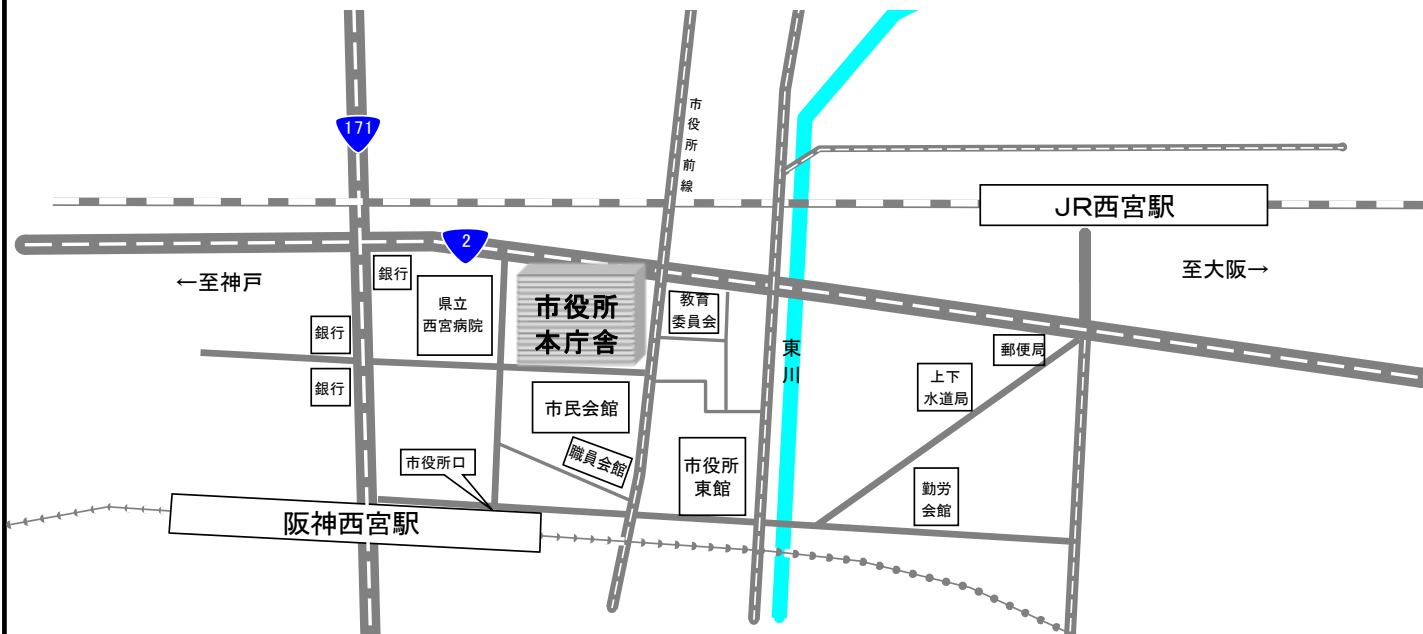 市役所前線
171
JR西宮駅
2
←至神戸
至大阪→
銀行
県立
西宮病院
市役所
本庁舎
教育
委員会
銀行
東川
郵便局
銀行
上下
水道局
市民会館
職員会館
市役所口
市役所
東館
勤労
会館
阪神西宮駅